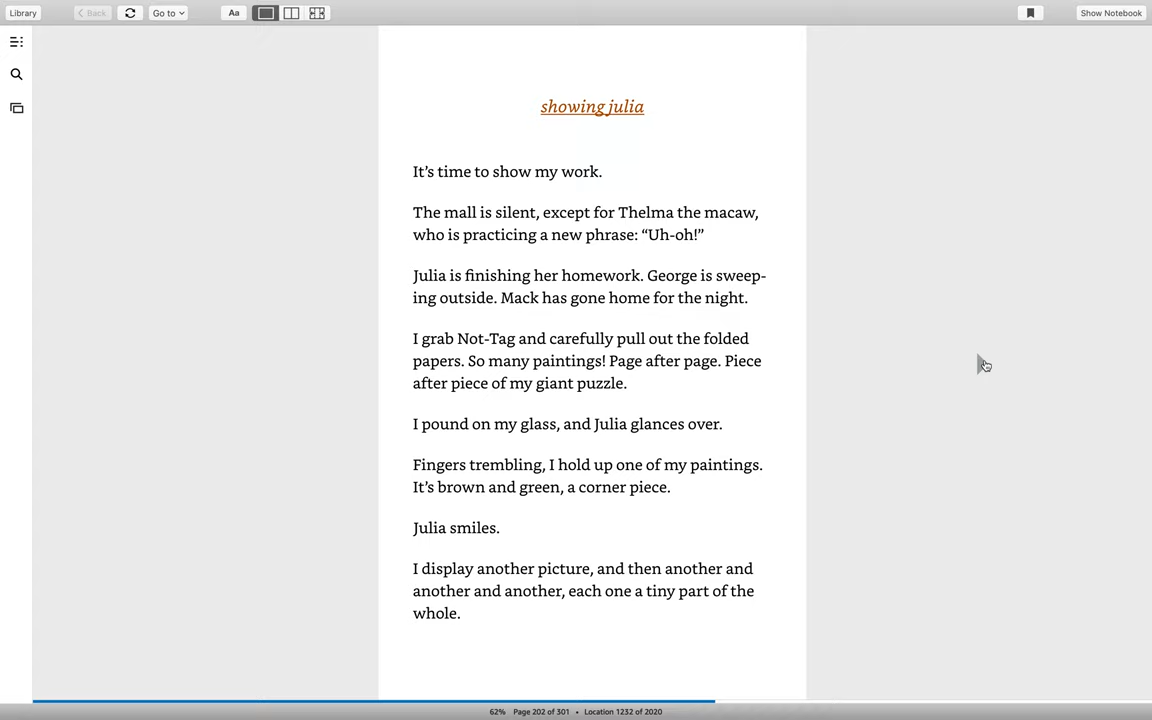 Library
Back
Go to
Aa
Show Notebook
showing julia
It’s time to show my work.
The mall is silent, except for Thelma the macaw,
who is practicing a new phrase: “Uh-oh!”
Julia is finishing her homework. George is sweep-
ing outside. Mack has gone home for the night.
I grab Not-Tag and carefully pull out the folded
papers. So many paintings! Page after page. Piece
after piece of my giant puzzle.
I pound on my glass, and Julia glances over.
Fingers trembling, I hold up one of my paintings.
It’s brown and green, a corner piece.
Julia smiles.
I display another picture, and then another and
another and another, each one a tiny part of the
whole.
62% Page 202 of 301 • Location 1232 of 2020